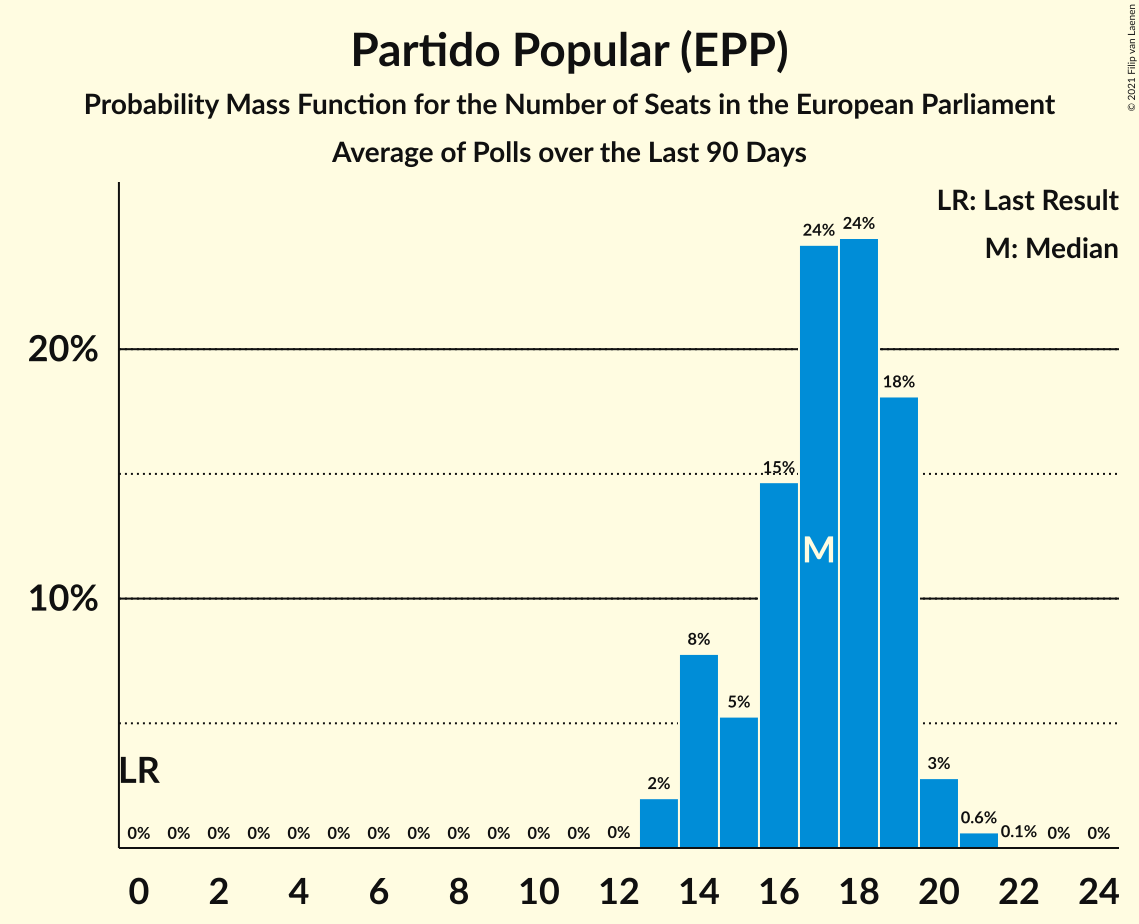 Partido Popular (EPP)
Probability Mass Function for the Number of Seats in the European Parliament
Average of Polls over the Last 90 Days
© 2021 Filip van Laenen
LR: Last Result
M: Median
20%
10%
24%
24%
18%
15%
M
8%
5%
LR
2%
3%
0.6%
0% 0% 0% 0% 0% 0% 0% 0% 0% 0% 0% 0% 0% 0.1% 0% 0%
0 2 4 6 8 10 12 14 16 18 20 22 24